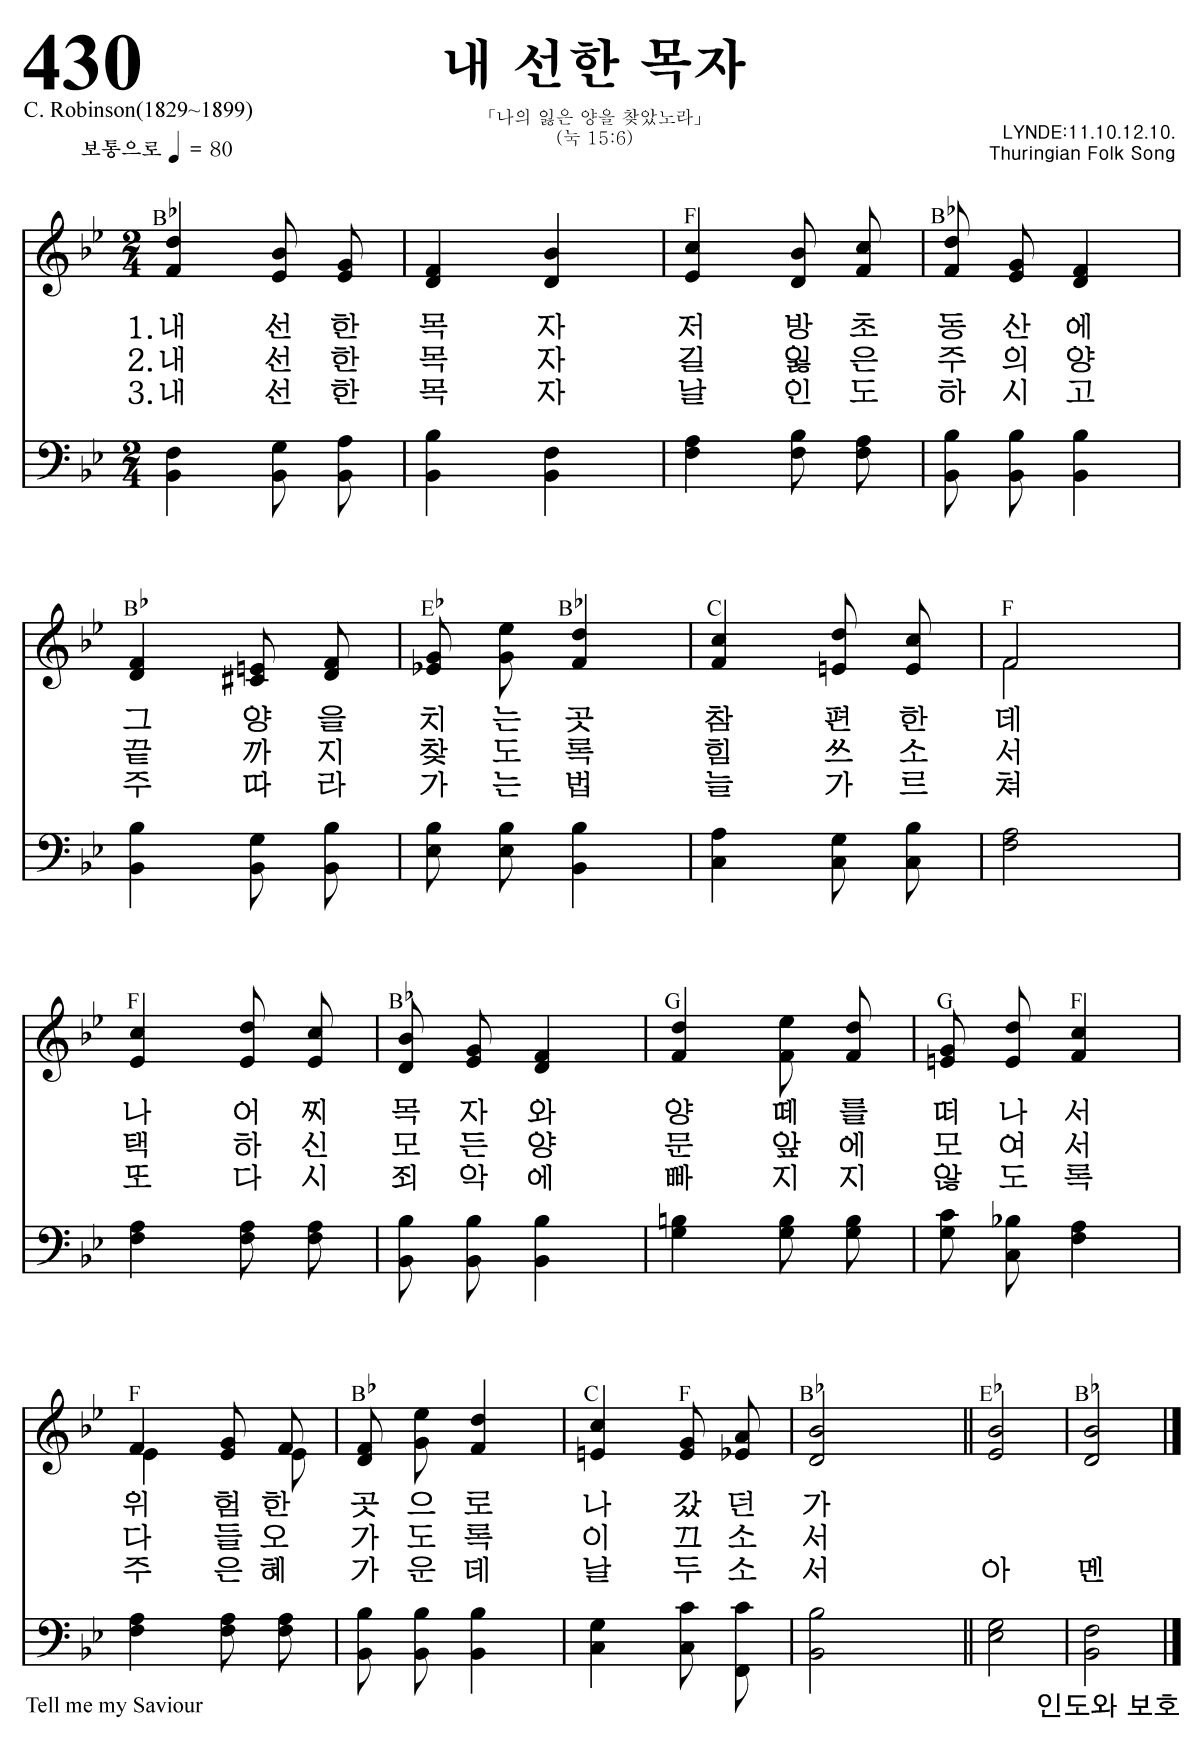 430
내 선한 목자
C. Robinson(1829~1899)
「나의 잃은 양을 찾았노라」
(눅 15:6)
보통으로 ♩ = 80
LYNDE:11.10.12.10.
Thuringian Folk Song
B♭ F B♭
1.내 선 한 목 자 저 방 초 동 산 에
2.내 선 한 목 자 길 잃 은 주 의 양
3.내 선 한 목 자 날 인 도 하 시 고
B♭ E♭ B♭ C F
그 양 을 치 는 곳 참 편 한 데
끝 까 지 찾 도 록 힘 쓰 소 서
주 따 라 가 는 법 늘 가 르 쳐
F B♭ G G F
나 어 찌 목 자 와 양 떼 를 떠 나 서
택 하 신 모 든 양 문 앞 에 모 여 서
또 다 시 죄 악 에 빠 지 지 않 도 록
F B♭ C F B♭ E♭ B♭
위 험 한 곳 으 로 나 갔 던 가
다 들 오 가 도 록 이 끄 소 서
주 은 혜 가 운 데 날 두 소 서 아 멘
Tell me my Saviour
인도와 보호